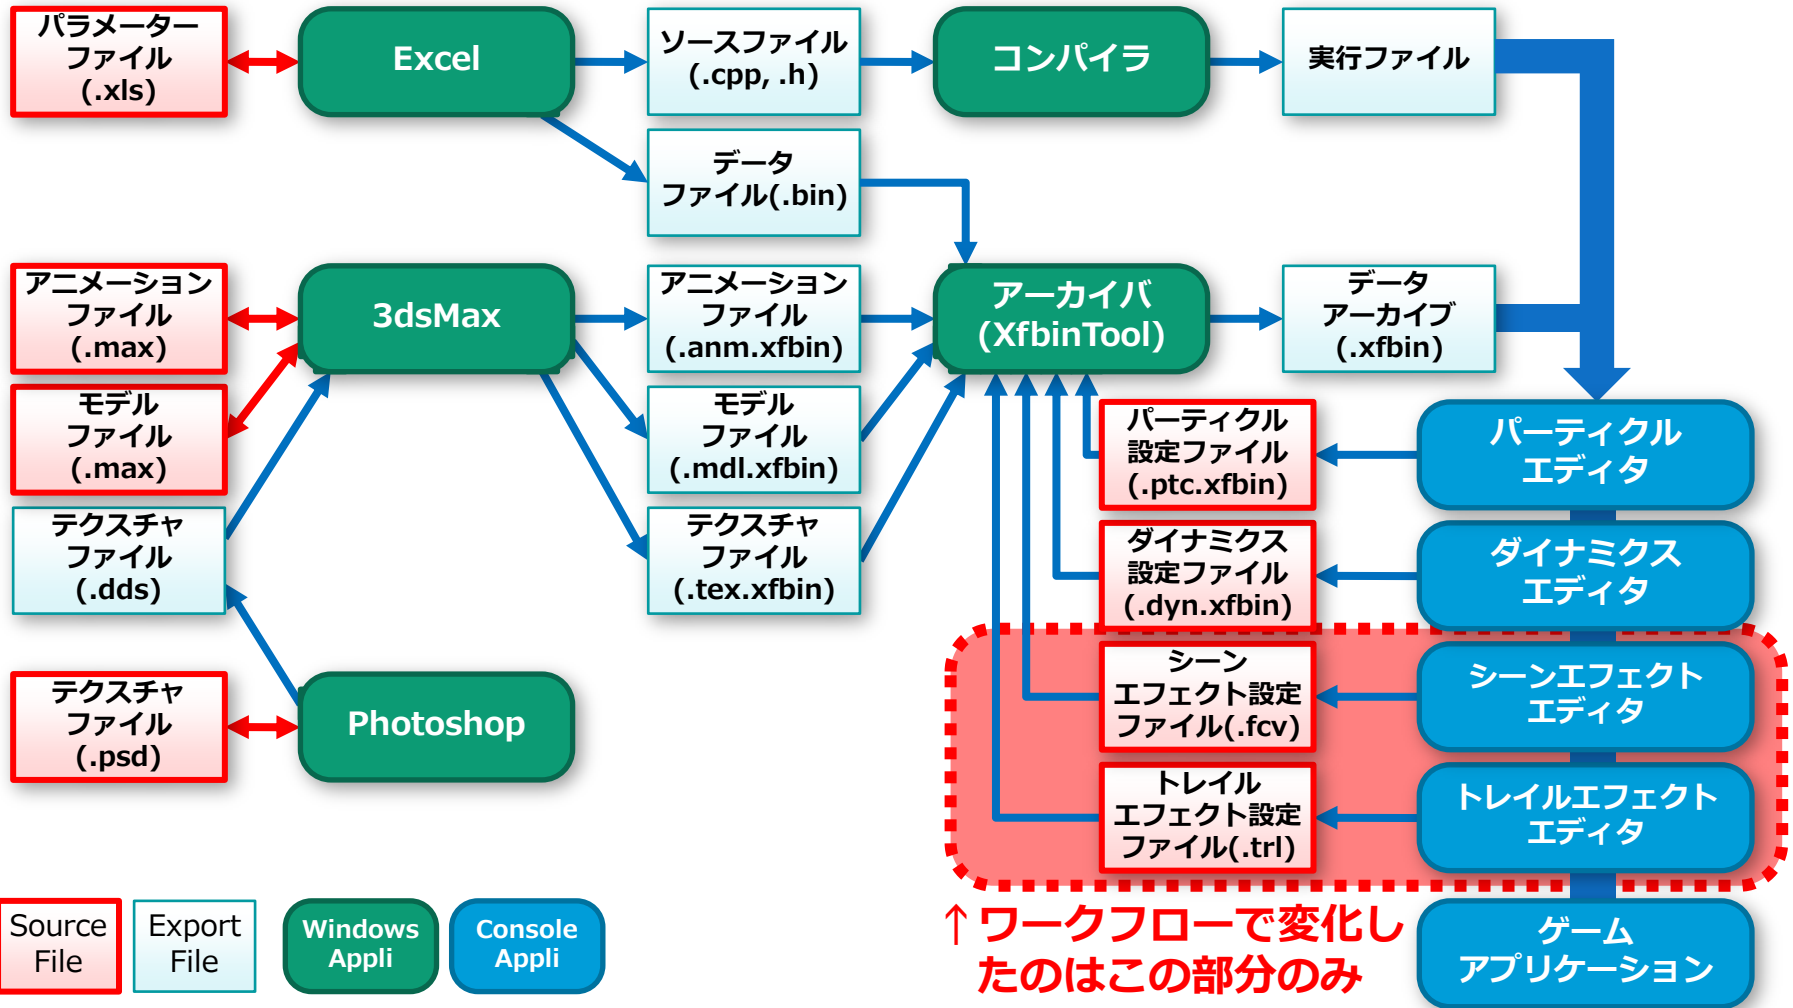 パラメーター
ファイル
(.xls)
Excel
ソースファイル
(.cpp, .h)
コンパイラ
実行ファイル
データ
ファイル(.bin)
アニメーション
ファイル
(.max)
3dsMax
アニメーション
ファイル
(.anm.xfbin)
アーカイバ
(XfbinTool)
データ
アーカイブ
(.xfbin)
モデル
ファイル
(.max)
モデル
ファイル
(.mdl.xfbin)
パーティクル
設定ファイル
(.ptc.xfbin)
パーティクル
エディタ
テクスチャ
ファイル
(.dds)
テクスチャ
ファイル
(.tex.xfbin)
ダイナミクス
設定ファイル
(.dyn.xfbin)
ダイナミクス
エディタ
テクスチャ
ファイル
(.psd)
Photoshop
シーン
エフェクト設定
ファイル(.fcv)
シーンエフェクト
エディタ
トレイル
エフェクト設定
ファイル(.trl)
トレイルエフェクト
エディタ
Source
File
Export
File
Windows
Appli
Console
Appli
↑ワークフローで変化し
たのはこの部分のみ
ゲーム
アプリケーション